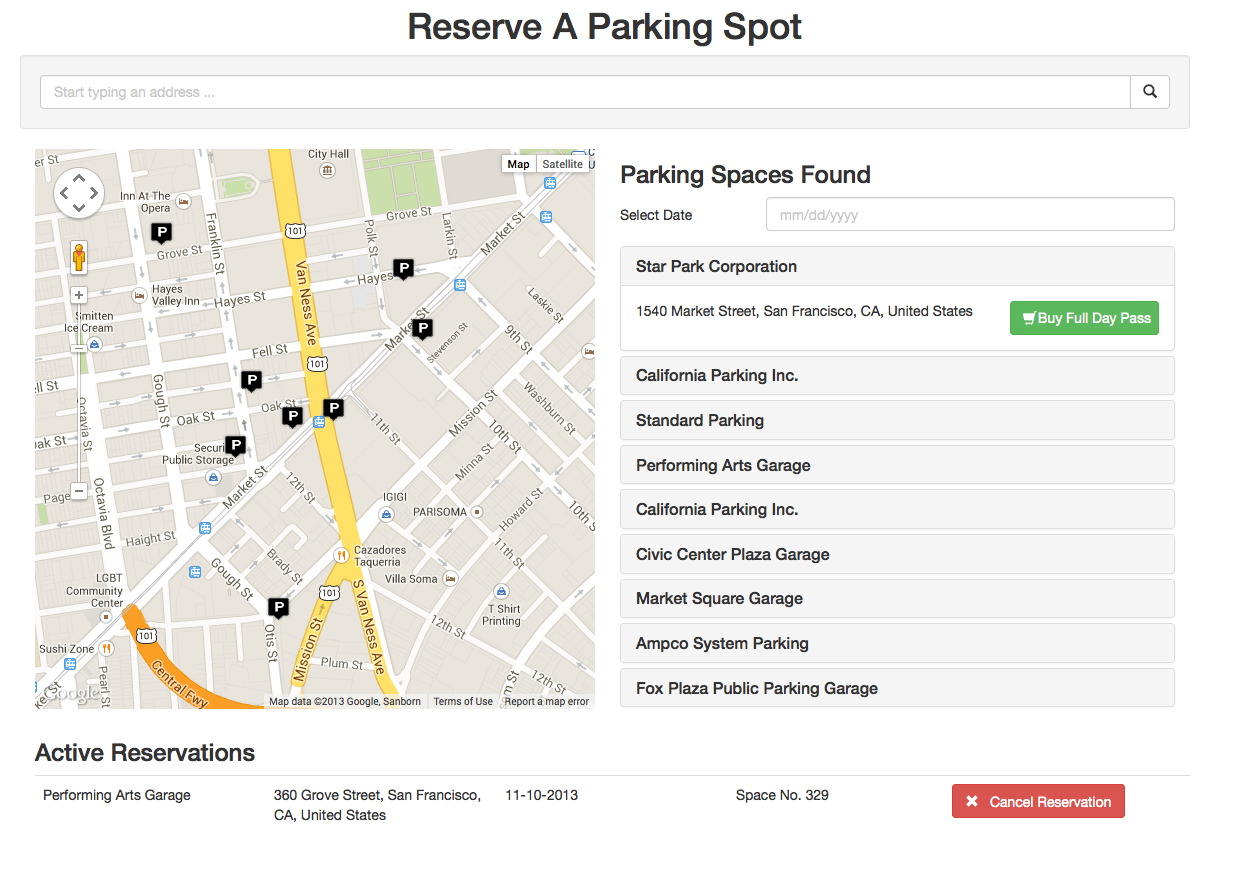 Reserve A Parking Spot
Start typing an address ...
City Hall
Map
Satellite
Inn At The
Opera
Grove St
Franklin St
101
Grove St
Polk St
Larkin St
Market St
P
P
Hayes
Hayes
Valley Inn
Hayes St
Van Ness Ave
Laskie St
Smitten
Ice Cream
Market St
P
Stevenson St
9th St
Fell St
101
P
Gough St
Octavia St
Oak St
Oak St
P
P
Washburn St
Mission St
11th St
10th St
Security
Public Storage
P
Minna St
Market St
12th St
Page
Octavia Blvd
IGIGI
PARISOMA
Howard St
10th St
Haight St
11th St
Brady St
Cazadores
Taquerria
Gough St
Villa Soma
LGBT
Community
Center
101
P
T Shirt
Printing
S Van Ness Ave
12th St
Otis St
101
Mission St
Sushi Zone
Plum St
Pearl St
Central Fwy
12th St
Google
Map data ©2013 Google, Sanborn
Terms of Use
Report a map error
Parking Spaces Found
Select Date
mm/dd/yyyy
Star Park Corporation
1540 Market Street, San Francisco, CA, United States
Buy Full Day Pass
California Parking Inc.
Standard Parking
Performing Arts Garage
California Parking Inc.
Civic Center Plaza Garage
Market Square Garage
Ampco System Parking
Fox Plaza Public Parking Garage
Active Reservations
Performing Arts Garage
360 Grove Street, San Francisco,
CA, United States
11-10-2013
Space No. 329
Cancel Reservation